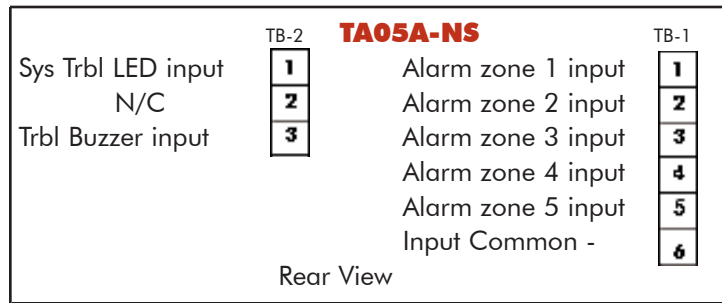 TB-2 TA05A-NS TB-1
Sys Trbl LED input 1 Alarm zone 1 input 1
N/C 2 Alarm zone 2 input 2
Trbl Buzzer input 3 Alarm zone 3 input 3
Alarm zone 4 input 4
Alarm zone 5 input 5
Input Common - 6
Rear View